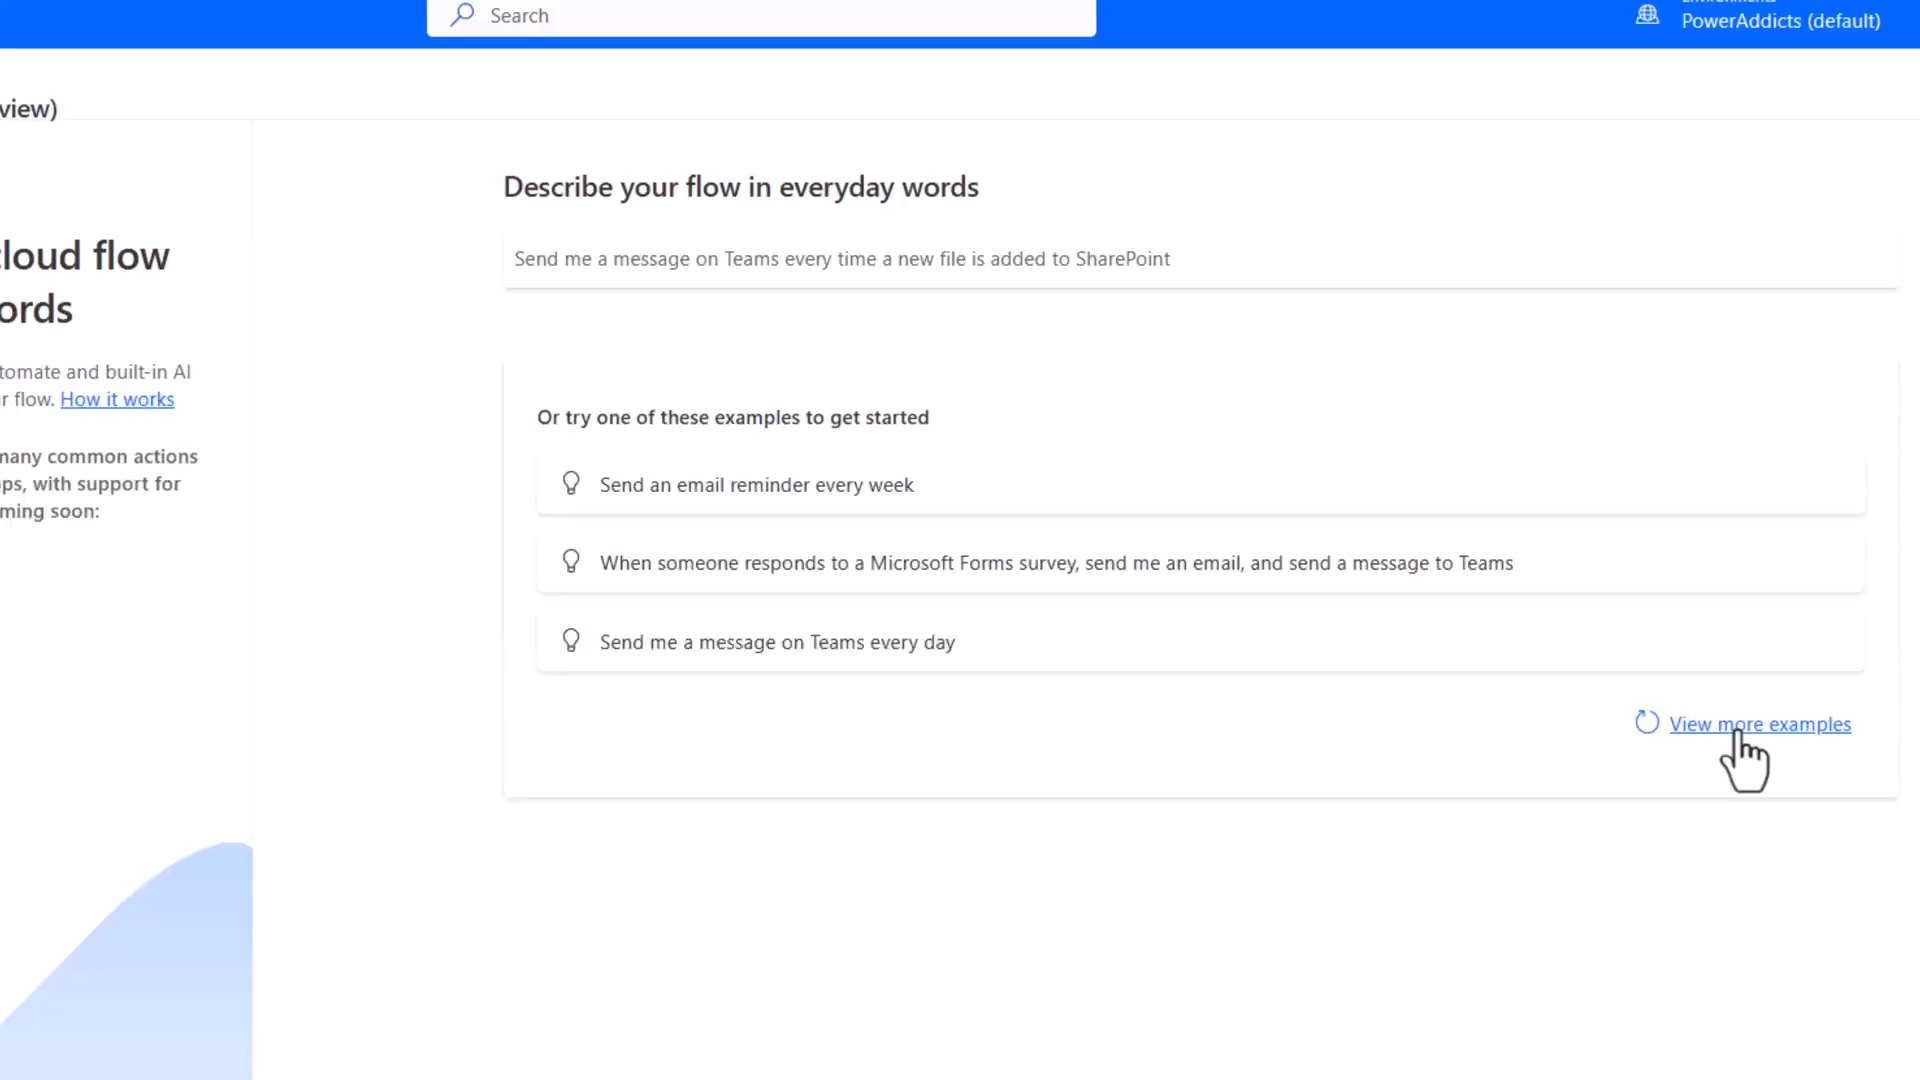 Search
PowerAddicts (default)
view)
cloud flow
ords
tomate and built-in AI
r flow. How it works
many common actions
ps, with support for
ming soon:
Describe your flow in everyday words
Send me a message on Teams every time a new file is added to SharePoint
Or try one of these examples to get started
Send an email reminder every week
When someone responds to a Microsoft Forms survey, send me an email, and send a message to Teams
Send me a message on Teams every day
View more examples